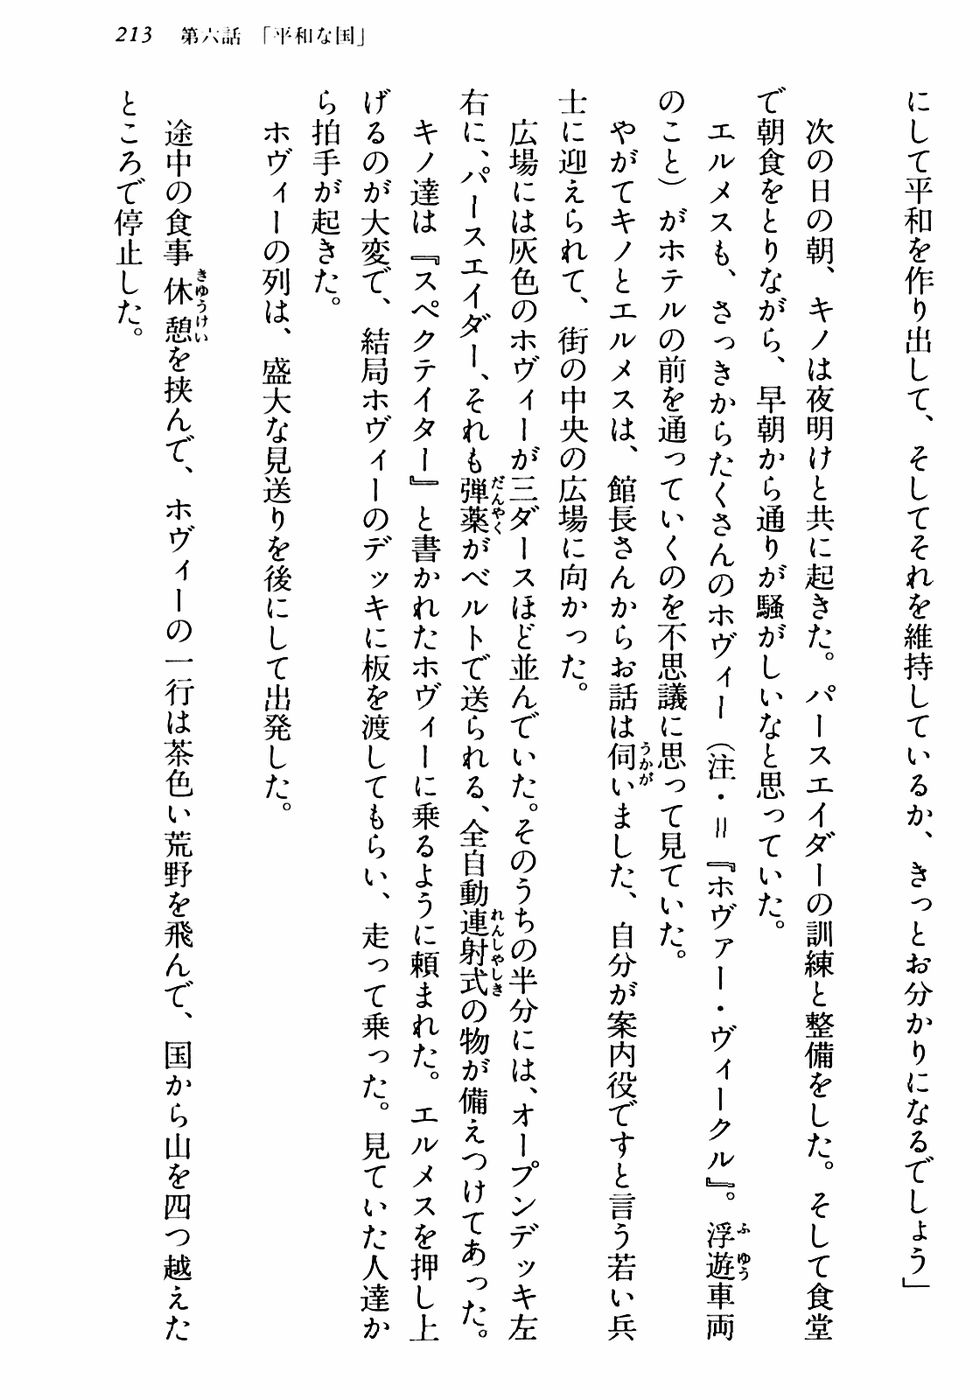 213　第六話　「平和な国」
にして平和を作り出して、そしてそれを維持しているか、きっとお分かりになるでしょう」
次の日の朝、キノは夜明けと共に起きた。パースエイダーの訓練と整備をした。そして食堂
で朝食をとりながら、早朝から通りが騒がしいなと思っていた。
エルメスも、さっきからたくさんのホヴィー（注・＝『ホヴァー・ヴィークル』。浮遊車両
のこと）がホテルの前を通っていくのを不思議に思って見ていた。
やがてキノとエルメスは、館長さんからお話は伺いました、自分が案内役ですと言う若い兵
士に迎えられて、街の中央の広場に向かった。
広場には灰色のホヴィーが三ダースほど並んでいた。そのうちの半分には、オープンデッキ左
右に、パースエイダー、それも弾薬がベルトで送られる、全自動連射式の物が備えつけてあった。
キノ達は『スペクテイター』と書かれたホヴィーに乗るように頼まれた。エルメスを押し上
げるのが大変で、結局ホヴィーのデッキに板を渡してもらい、走って乗った。見ていた人達か
ら拍手が起きた。
ホヴィーの列は、盛大な見送りを後にして出発した。
途中の食事休憩を挟んで、ホヴィーの一行は茶色い荒野を飛んで、国から山を四つ越えた
ところで停止した。